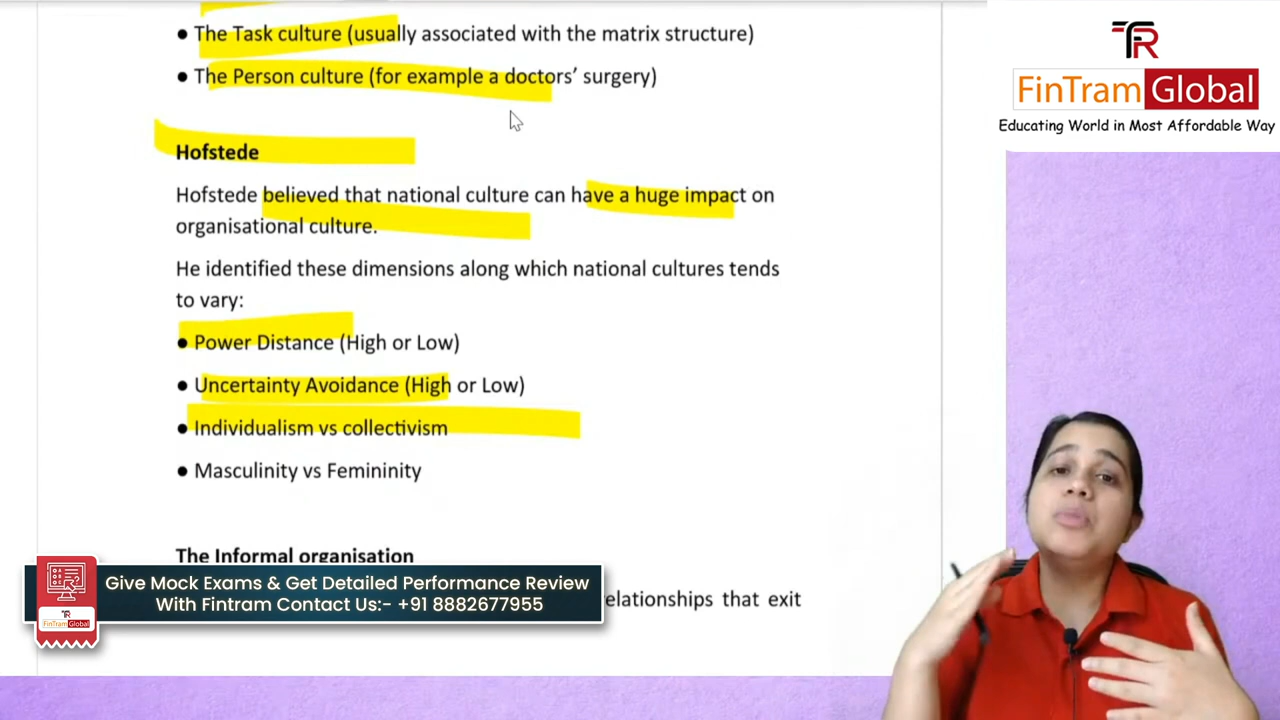 ● The Task culture (usually associated with the matrix structure)
● The Person culture (for example a doctors' surgery)
Hofstede
Hofstede believed that national culture can have a huge impact on
organisational culture.
He identified these dimensions along which national cultures tends
to vary:
● Power Distance (High or Low)
● Uncertainty Avoidance (High or Low)
● Individualism vs collectivism
● Masculinity vs Femininity
The Informal organisation
relationships that exit
FinTram Global
Educating World in Most Affordable Way
Give Mock Exams & Get Detailed Performance Review
With Fintram Contact Us:- +91 8882677955
FinTram Global